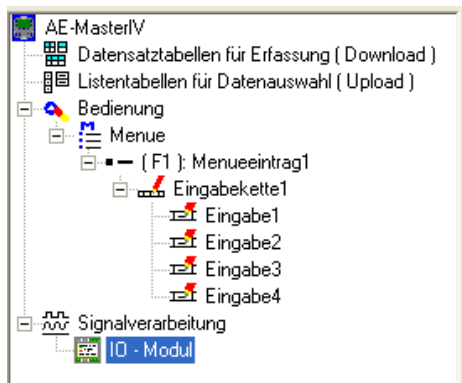 AE-MasterIV
Datensatztabellen für Erfassung ( Download )
Listentabellen für Datenauswahl ( Upload )
Bedienung
Menue
( F1 ): Menueeintrag1
Eingabekette1
Eingabe1
Eingabe2
Eingabe3
Eingabe4
Signalverarbeitung
IO - Modul